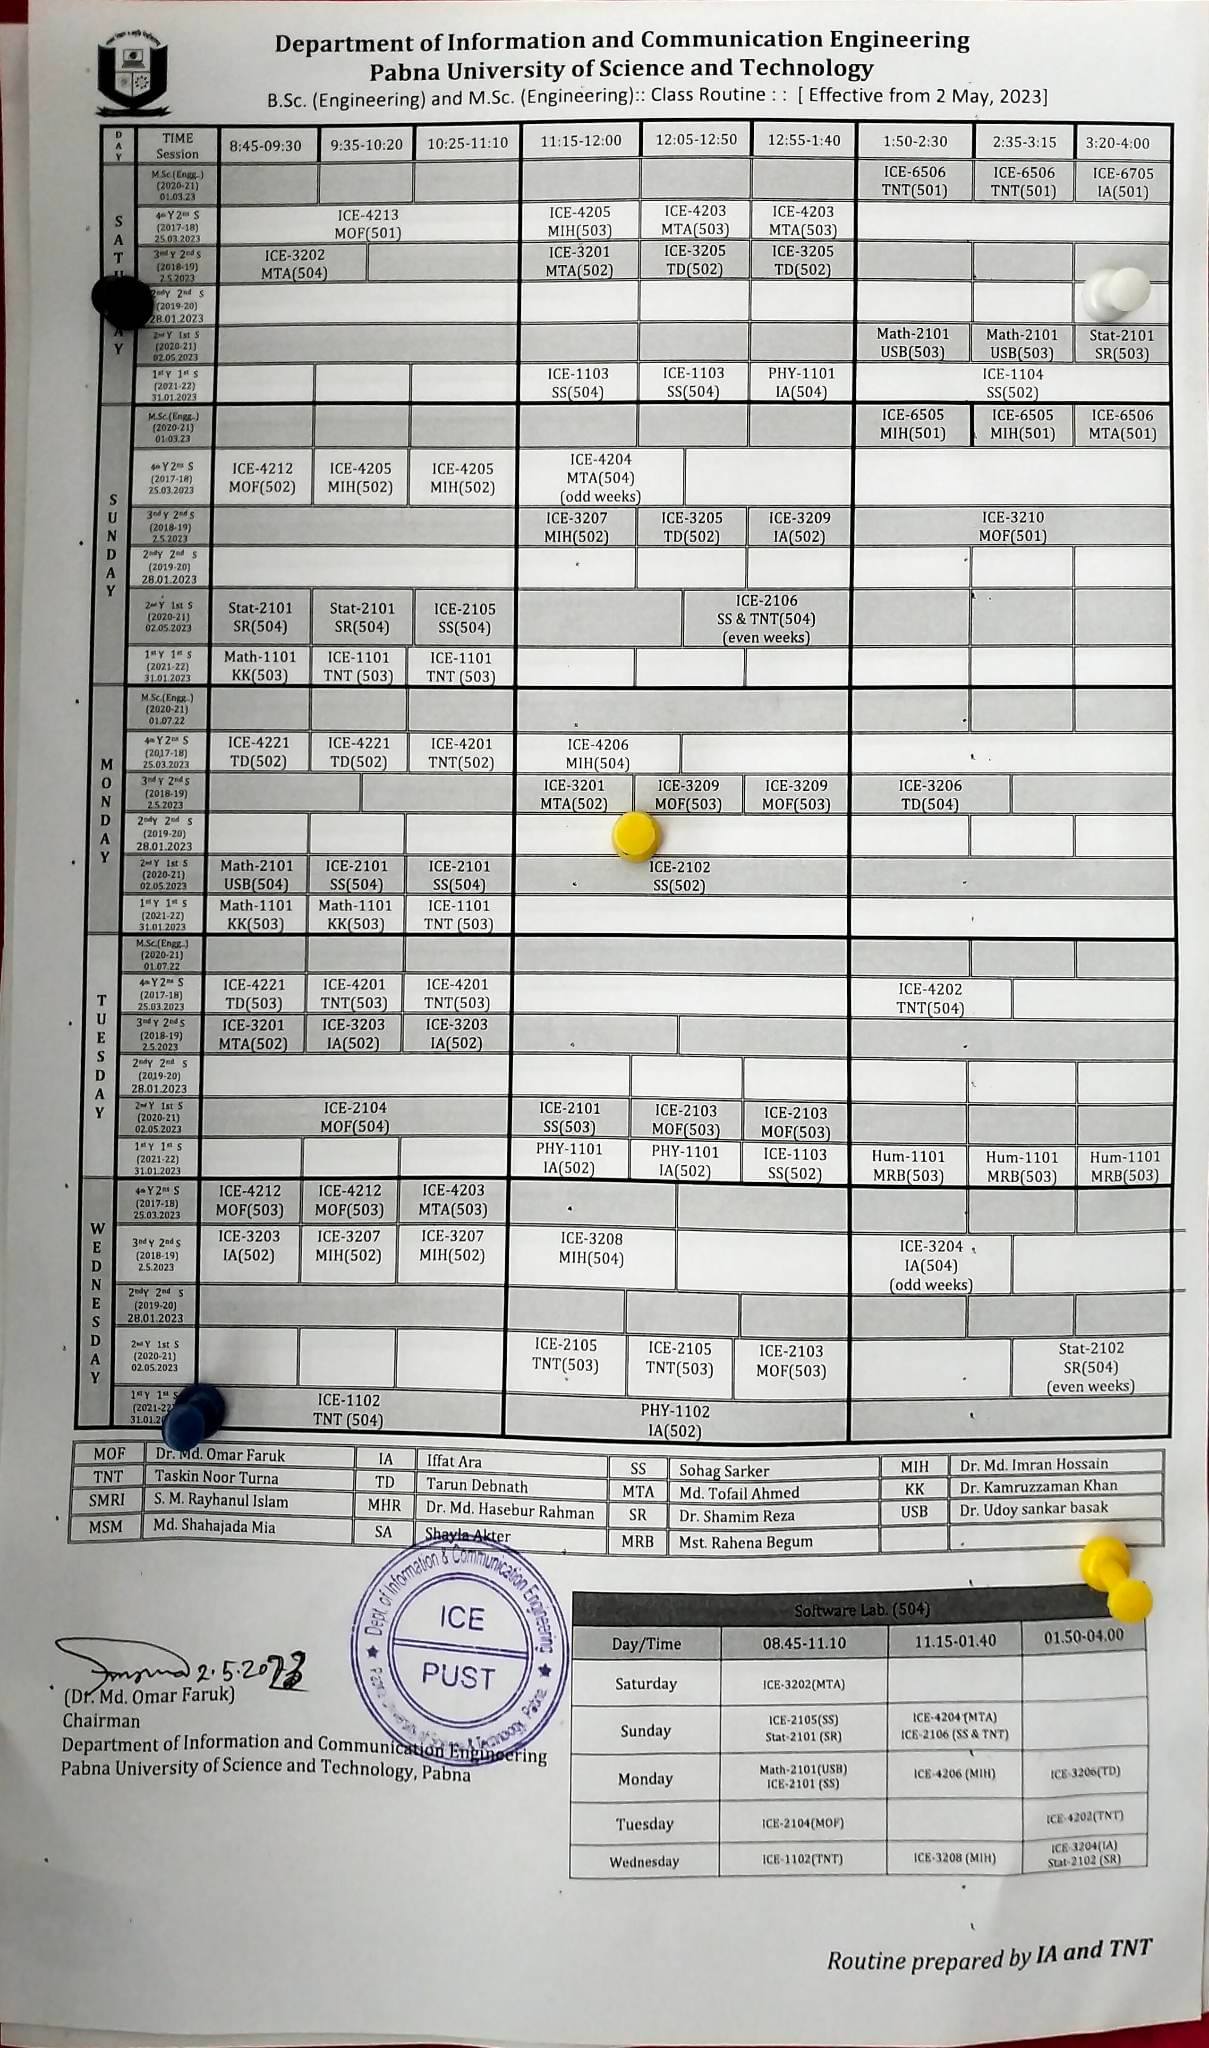 Department of Information and Communication Engineering
Pabna University of Science and Technology
B.Sc. (Engineering) and M.Sc. (Engineering):: Class Routine : : [ Effective from 2 May, 2023]
DAY TIME Session 8:45-09:30 9:35-10:20 10:25-11:10 11:15-12:00 12:05-12:50 12:55-1:40 1:50-2:30 2:35-3:15 3:20-4:00
M.Sc.(Engg.) ICE-6506 ICE-6506 ICE-6705
(2020-21) TNT(501) TNT(501) IA(501)
01.03.23
4th Y 2nd S ICE-4213 ICE-4205 ICE-4203 ICE-4203
(2017-18) MOF(501) MIH(503) MTA(503) MTA(503)
25.03.2023
3rd Y 2nd S ICE-3202 ICE-3201 ICE-3205 ICE-3205
(2018-19) MTA(504) MTA(502) TD(502) TD(502)
2.5.2023
2ndY 2nd S
(2019-20)
28.01.2023
2nd Y 1st S Math-2101 Math-2101 Stat-2101
(2020-21) USB(503) USB(503) SR(503)
02.05.2023
1st Y 1st S ICE-1103 ICE-1103 PHY-1101 ICE-1104
(2021-22) SS(504) SS(504) IA(504) SS(502)
31.01.2023
SUNDAY
M.Sc.(Engg.) ICE-6505 ICE-6505 ICE-6506
(2020-21) MIH(501) MIH(501) MTA(501)
01.03.23
4th Y 2nd S ICE-4212 ICE-4205 ICE-4205 ICE-4204
(2017-18) MOF(502) MIH(502) MIH(502) MTA(504)
25.03.2023 (odd weeks)
3rd Y 2nd S ICE-3207 ICE-3205 ICE-3209 ICE-3210
(2018-19) MIH(502) TD(502) IA(502) MOF(501)
2.5.2023
2ndY 2nd S
(2019-20)
28.01.2023
2nd Y 1st S Stat-2101 Stat-2101 ICE-2105 ICE-2106
(2020-21) SR(504) SR(504) SS(504) SS & TNT(504)
02.05.2023 (even weeks)
1st Y 1st S Math-1101 ICE-1101 ICE-1101
(2021-22) KK(503) TNT (503) TNT (503)
31.01.2023
MONDAY
M.Sc.(Engg.)
(2020-21)
01.07.22
4th Y 2nd S ICE-4221 ICE-4221 ICE-4201 ICE-4206
(2017-18) TD(502) TD(502) TNT(502) MIH(504)
25.03.2023
3rd Y 2nd S ICE-3201 ICE-3209 ICE-3209 ICE-3206
(2018-19) MTA(502) MOF(503) MOF(503) TD(504)
2.5.2023
2ndY 2nd S
(2019-20)
28.01.2023
2nd Y 1st S Math-2101 ICE-2101 ICE-2101 ICE-2102
(2020-21) USB(504) SS(504) SS(504) SS(502)
02.05.2023
1st Y 1st S Math-1101 Math-1101 ICE-1101
(2021-22) KK(503) KK(503) TNT (503)
31.01.2023
TUESDAY
M.Sc.(Engg.)
(2020-21)
01.07.22
4th Y 2nd S ICE-4221 ICE-4201 ICE-4201 ICE-4202
(2017-18) TD(503) TNT(503) TNT(503) TNT(504)
25.03.2023
3rd Y 2nd S ICE-3201 ICE-3203 ICE-3203
(2018-19) MTA(502) IA(502) IA(502)
2.5.2023
2ndY 2nd S
(2019-20)
28.01.2023
2nd Y 1st S ICE-2104 ICE-2101 ICE-2103 ICE-2103
(2020-21) MOF(504) SS(503) MOF(503) MOF(503)
02.05.2023
1st Y 1st S PHY-1101 PHY-1101 ICE-1103 Hum-1101 Hum-1101 Hum-1101
(2021-22) IA(502) IA(502) SS(502) MRB(503) MRB(503) MRB(503)
31.01.2023
WEDNESDAY
4th Y 2nd S ICE-4212 ICE-4212 ICE-4203
(2017-18) MOF(503) MOF(503) MTA(503)
25.03.2023
3rd Y 2nd S ICE-3203 ICE-3207 ICE-3207 ICE-3208 ICE-3204
(2018-19) IA(502) MIH(502) MIH(502) MIH(504) IA(504)
2.5.2023 (odd weeks)
2ndY 2nd S
(2019-20)
28.01.2023
2nd Y 1st S ICE-2105 ICE-2105 ICE-2103 Stat-2102
(2020-21) TNT(503) TNT(503) MOF(503) SR(504)
02.05.2023 (even weeks)
1st Y 1st S ICE-1102 PHY-1102
TNT (504) IA(502)
MOF Dr. Md. Omar Faruk IA Iffat Ara SS Sohag Sarker MIH Dr. Md. Imran Hossain
TNT Taskin Noor Turna TD Tarun Debnath MTA Md. Tofail Ahmed KK Dr. Kamruzzaman Khan
SMRI S. M. Rayhanul Islam MHR Dr. Md. Hasebur Rahman SR Dr. Shamim Reza USB Dr. Udoy sankar basak
MSM Md. Shahajada Mia SA Shayla Akter MRB Mst. Rahena Begum
Dept. of Information & Communication Engineering
ICE
PUST
2.5.2023
(Dr. Md. Omar Faruk)
Chairman
Department of Information and Communication Engineering
Pabna University of Science and Technology, Pabna
Software Lab. (504)
Day/Time 08.45-11.10 11.15-01.40 01.50-04.00
Saturday ICE-3202(MTA)
Sunday ICE-2105(SS) ICE-4204 (MTA)
Stat-2101 (SR) ICE-2106 (SS & TNT)
Monday Math-2101(USB) ICE-4206 (MIH) ICE-3206(TD)
ICE-2101 (SS)
Tuesday ICE-2104(MOF) ICE-4202(TNT)
Wednesday ICE-1102(TNT) ICE-3208 (MIH) ICE-3204(IA)
Stat-2102 (SR)
Routine prepared by IA and TNT